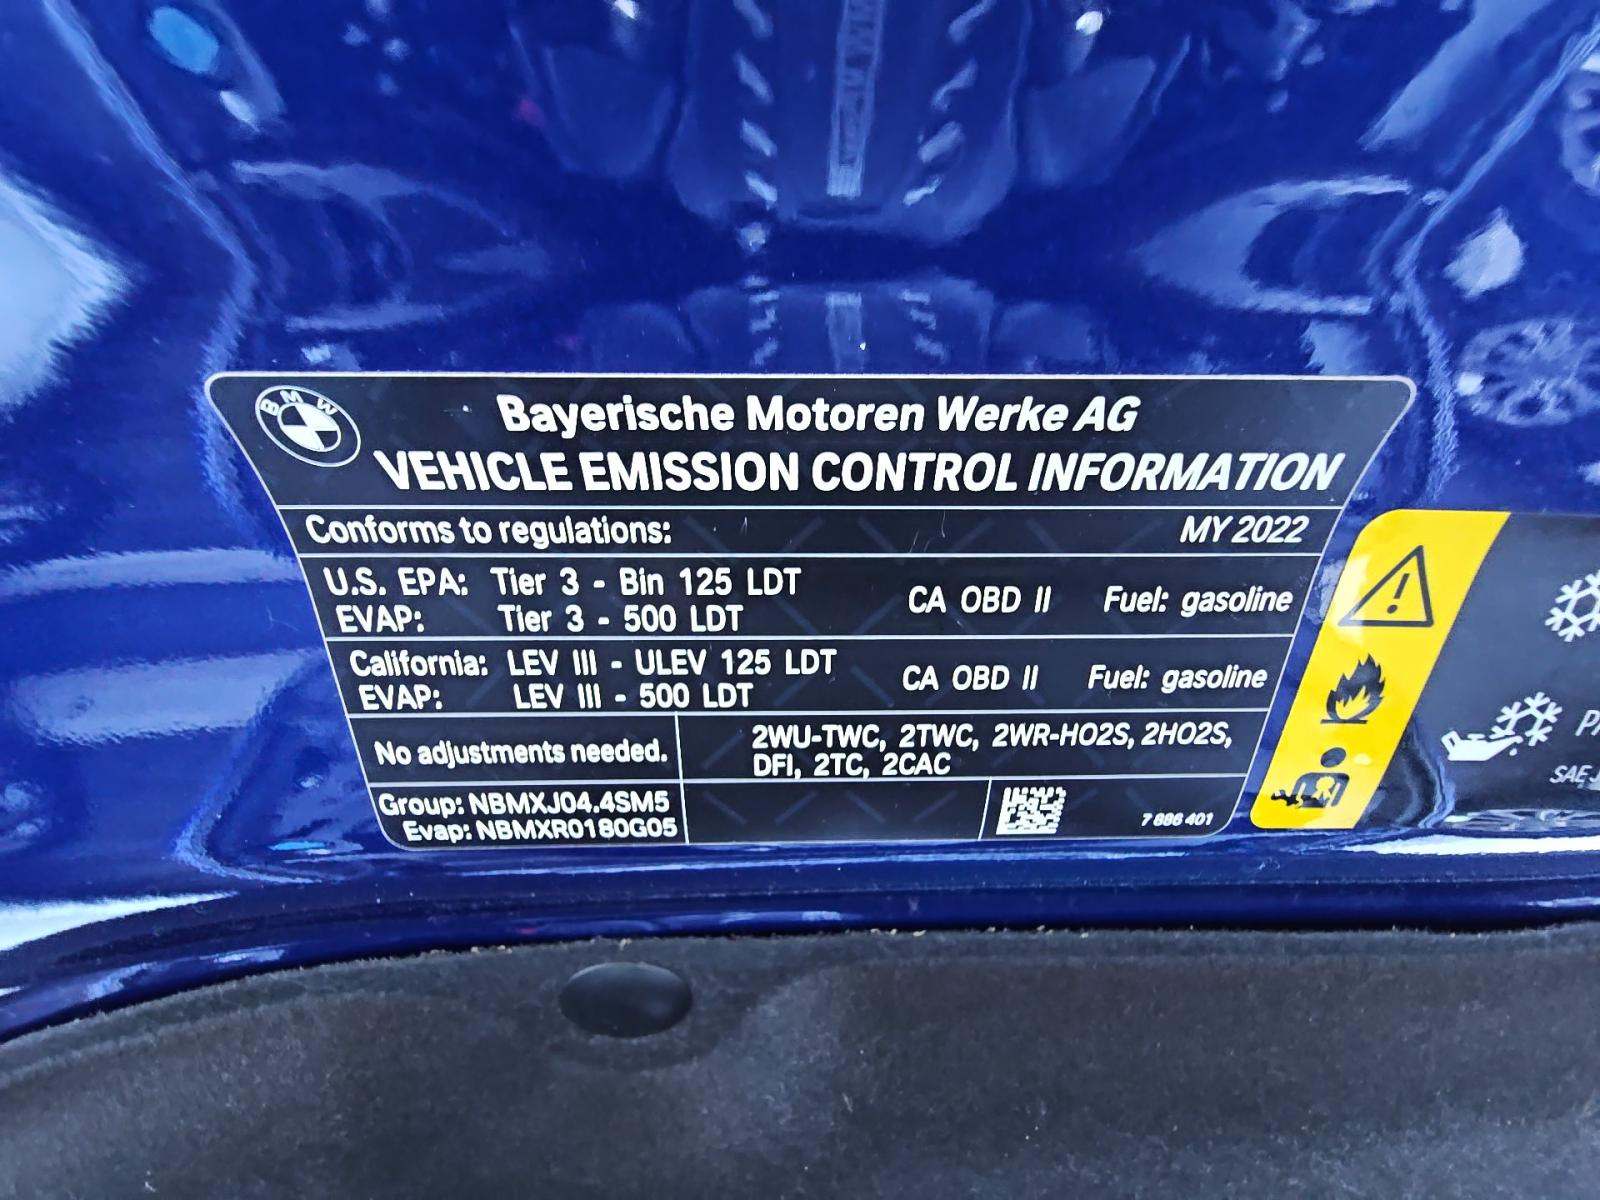 BMW
Bayerische Motoren Werke AG
VEHICLE EMISSION CONTROL INFORMATION
Conforms to regulations: MY 2022
U.S. EPA: Tier 3 - Bin 125 LDT
EVAP: Tier 3 - 500 LDT
CA OBD II Fuel: gasoline
California: LEV III - ULEV 125 LDT
EVAP: LEV III - 500 LDT
CA OBD II Fuel: gasoline
No adjustments needed.
2WU-TWC, 2TWC, 2WR-HO2S, 2HO2S,
DFI, 2TC, 2CAC
Group: NBMXJ04.4SM5
Evap: NBMXR0180G05
7 686 401
SAE